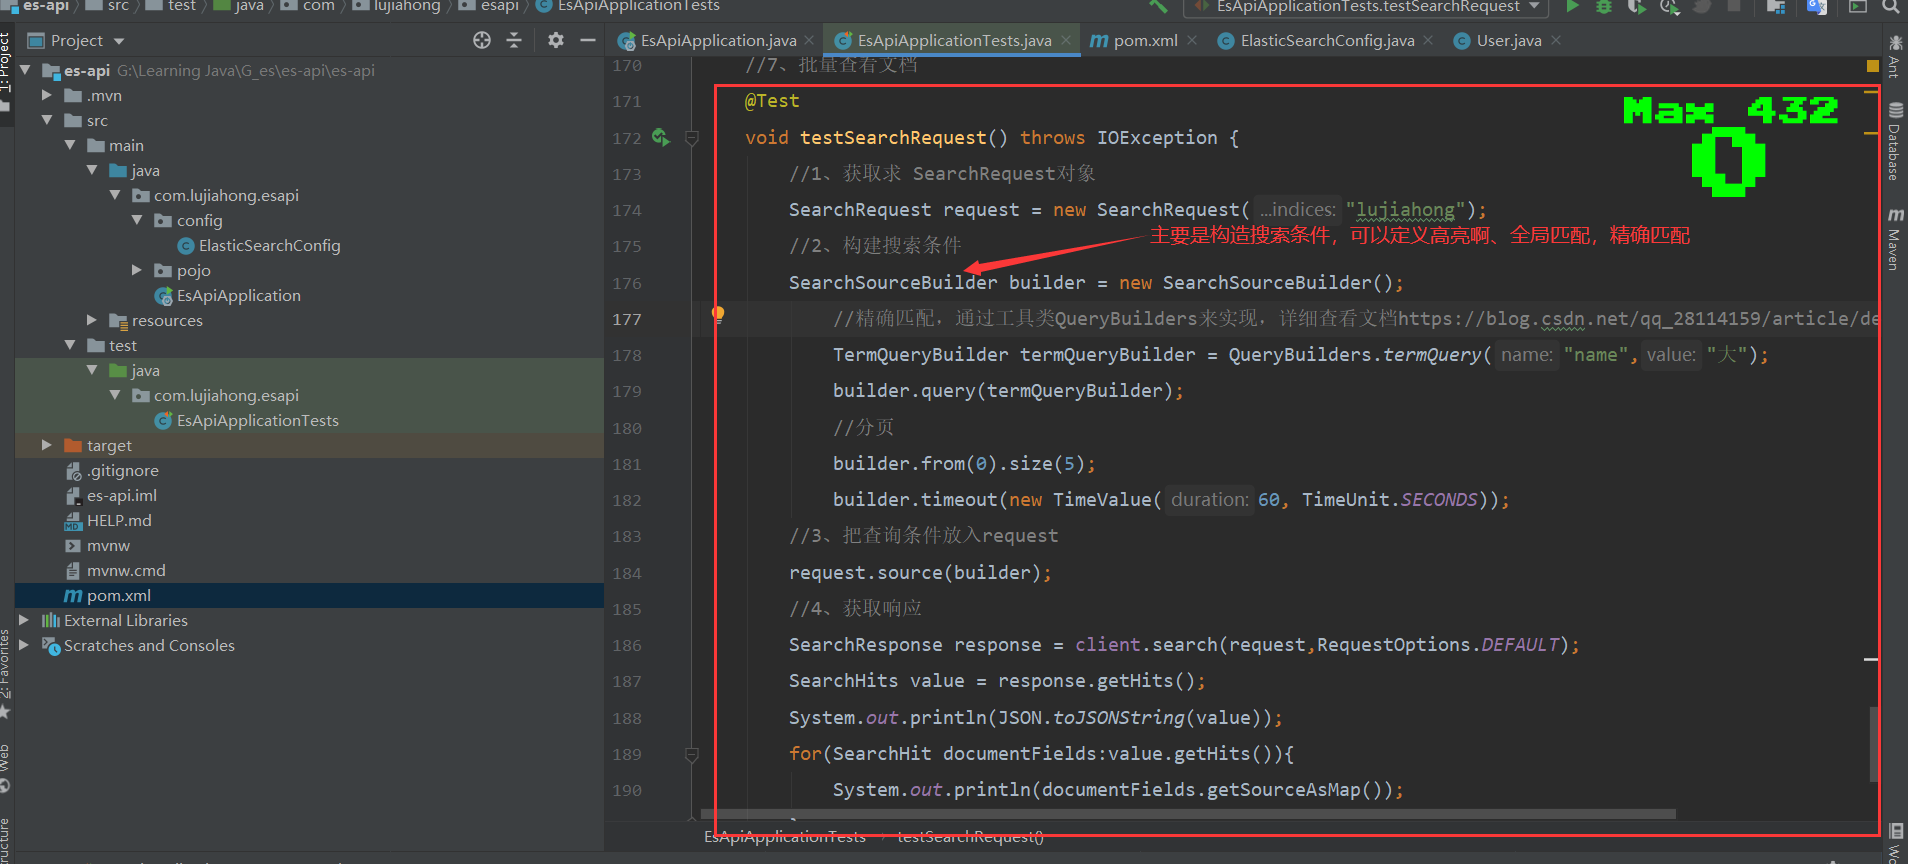 es-api src test java com lujiahong esapi EsApiApplicationTests
EsApiApplicationTests.testSearchRequest
Project
EsApiApplication.java
EsApiApplicationTests.java
pom.xml
ElasticSearchConfig.java
User.java
1: Project
es-api G:\Learning Java\G_es\es-api\es-api
.mvn
src
main
java
com.lujiahong.esapi
config
ElasticSearchConfig
pojo
EsApiApplication
resources
test
java
com.lujiahong.esapi
EsApiApplicationTests
target
.gitignore
es-api.iml
HELP.md
mvnw
mvnw.cmd
pom.xml
External Libraries
Scratches and Consoles
2: Favorites
Web
170 //7、批量查看文档
171 @Test
172 void testSearchRequest() throws IOException {
173 //1、获取求 SearchRequest对象
174 SearchRequest request = new SearchRequest( ...indices: "lujiahong");
175 //2、构建搜索条件
主要是构造搜索条件，可以定义高亮啊、全局匹配，精确匹配
176 SearchSourceBuilder builder = new SearchSourceBuilder();
177 //精确匹配，通过工具类QueryBuilders来实现，详细查看文档https://blog.csdn.net/qq_28114159/article/de
178 TermQueryBuilder termQueryBuilder = QueryBuilders.termQuery( name: "name", value: "大");
179 builder.query(termQueryBuilder);
180 //分页
181 builder.from(0).size(5);
182 builder.timeout(new TimeValue( duration: 60, TimeUnit.SECONDS));
183 //3、把查询条件放入request
184 request.source(builder);
185 //4、获取响应
186 SearchResponse response = client.search(request,RequestOptions.DEFAULT);
187 SearchHits value = response.getHits();
188 System.out.println(JSON.toJSONString(value));
189 for(SearchHit documentFields:value.getHits()){
190 System.out.println(documentFields.getSourceAsMap());
EsApiApplicationTests testSearchRequest()
Max 432
0
Ant
Database
Maven